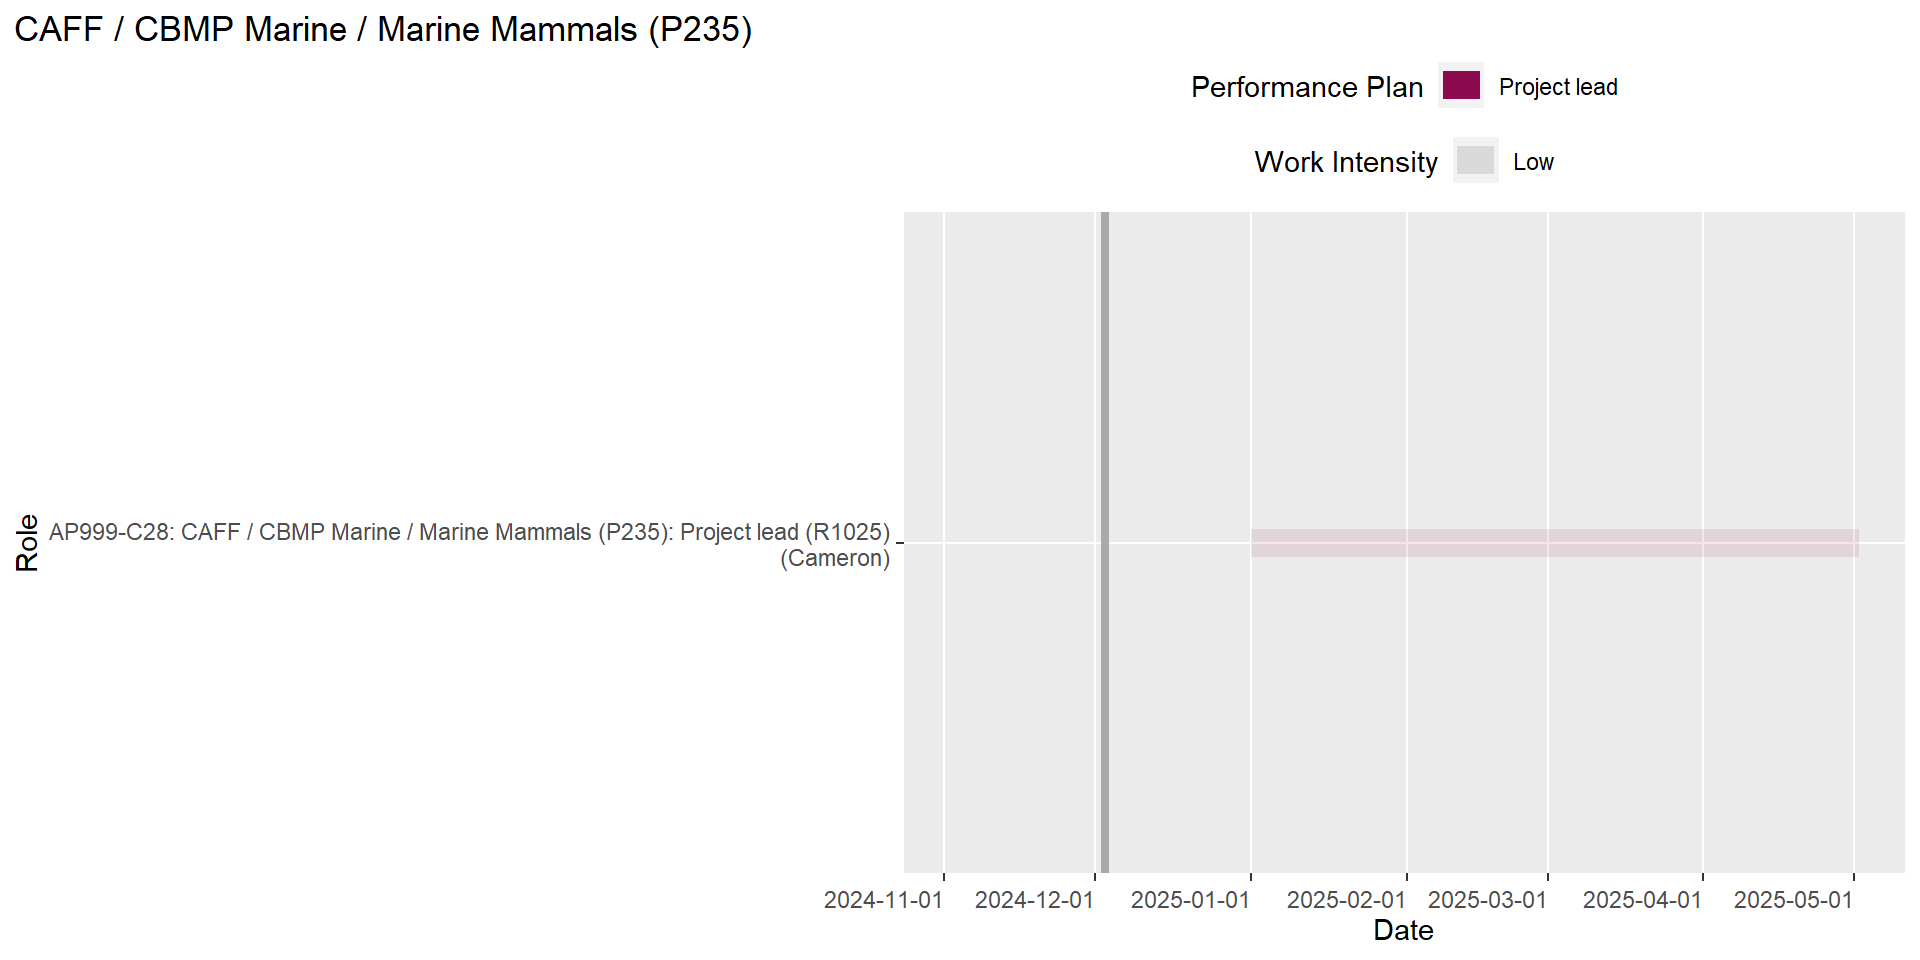 CAFF / CBMP Marine / Marine Mammals (P235)
Performance Plan Project lead
Work Intensity Low
Role
AP999-C28: CAFF / CBMP Marine / Marine Mammals (P235): Project lead (R1025)
(Cameron)
2024-11-01 2024-12-01 2025-01-01 2025-02-01 2025-03-01 2025-04-01 2025-05-01
Date